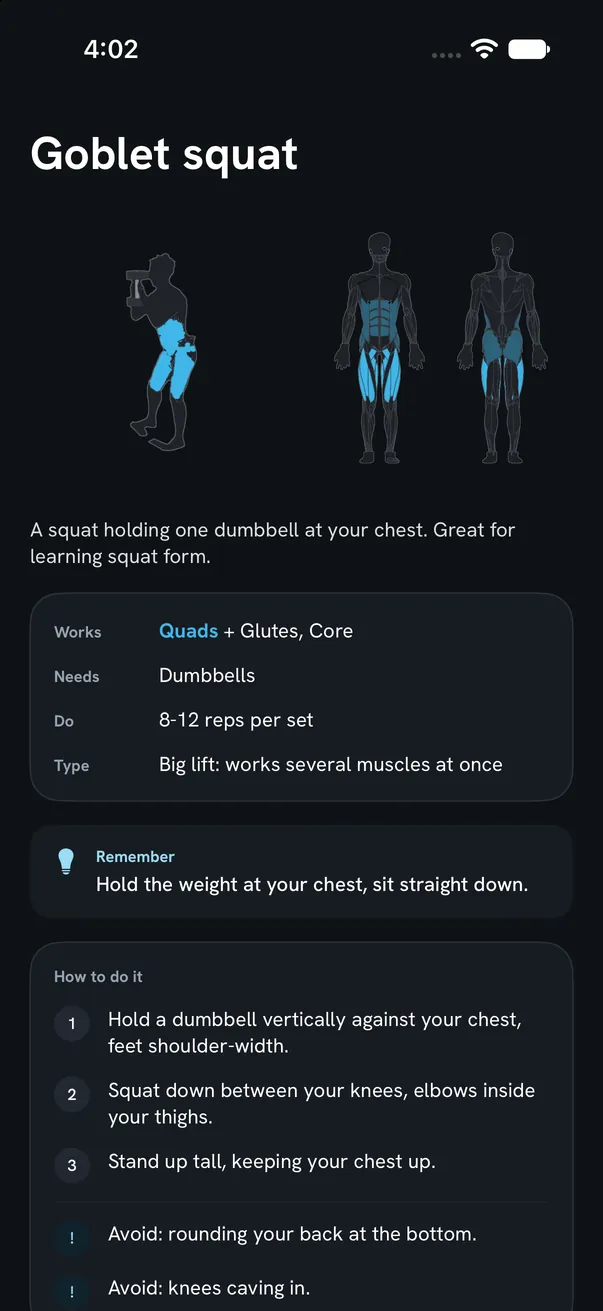 4:02
Goblet squat
A squat holding one dumbbell at your chest. Great for
learning squat form.
Works Quads + Glutes, Core
Needs Dumbbells
Do 8-12 reps per set
Type Big lift: works several muscles at once
Remember
Hold the weight at your chest, sit straight down.
How to do it
1 Hold a dumbbell vertically against your chest,
feet shoulder-width.
2 Squat down between your knees, elbows inside
your thighs.
3 Stand up tall, keeping your chest up.
! Avoid: rounding your back at the bottom.
! Avoid: knees caving in.